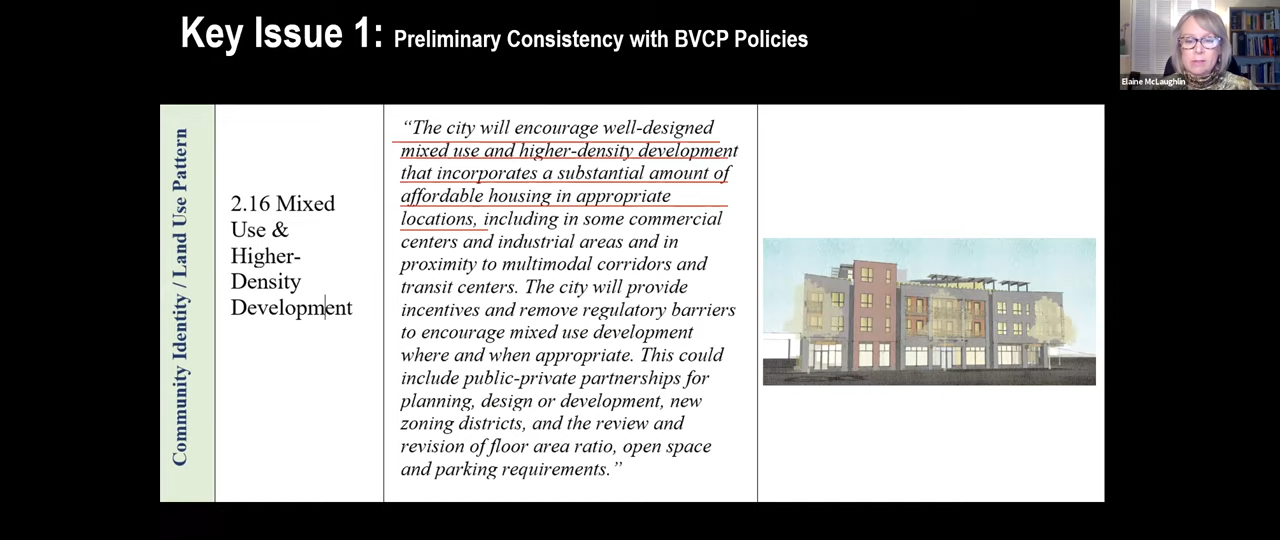 Key Issue 1: Preliminary Consistency with BVCP Policies
Elaine McLaughlin
Community Identity / Land Use Pattern
2.16 Mixed
Use &
Higher-
Density
Development
“The city will encourage well-designed
mixed use and higher-density development
that incorporates a substantial amount of
affordable housing in appropriate
locations, including in some commercial
centers and industrial areas and in
proximity to multimodal corridors and
transit centers. The city will provide
incentives and remove regulatory barriers
to encourage mixed use development
where and when appropriate. This could
include public-private partnerships for
planning, design or development, new
zoning districts, and the review and
revision of floor area ratio, open space
and parking requirements.”